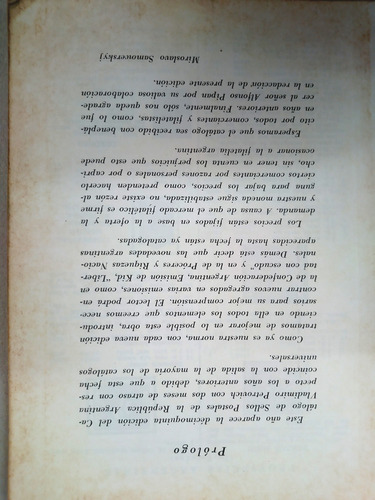 Prólogo
Este año aparece la decimoquinta edición del Ca-
tálogo de Sellos Postales de la República Argentina
Vladimiro Petrovich con dos meses de atraso con res-
pecto a los años anteriores, debido a que esta fecha
coincide con la salida de la mayoría de los catálogos
universales.
Como ya es nuestra norma, con cada nueva edición
tratamos de mejorar en lo posible esta obra, introdu-
ciendo en ella todos los elementos que creemos nece-
sarios para su mejor comprensión. El lector podrá en-
contrar nuevos agregados en varias emisiones, como en
la de Confederación Argentina, Emisión de Kid, "Liber-
tad con escudo", y en la de Próceres y Riquezas Nacio-
nales. Demás está decir que las novedades argentinas
aparecidas hasta la fecha están ya catalogadas.
Los precios están fijados en base a la oferta y la
demanda. A causa de que el mercado filatélico es firme
y nuestra moneda sigue estabilizada, no existe razón al-
guna para bajar los precios, como pretenden hacerlo
ciertos comerciantes por razones personales o por capri-
cho, sin tener en cuenta los perjuicios que esto puede
ocasionar a la filatelia argentina.
Esperamos que el catálogo sea recibido con beneplá-
cito por todos, comerciantes y filatelistas, como lo fue
en años anteriores. Finalmente, sólo nos queda agrade-
cer al señor Alfonso Pipan por su valiosa colaboración
en la redacción de la presente edición.
Miroslavo Samoverskyj